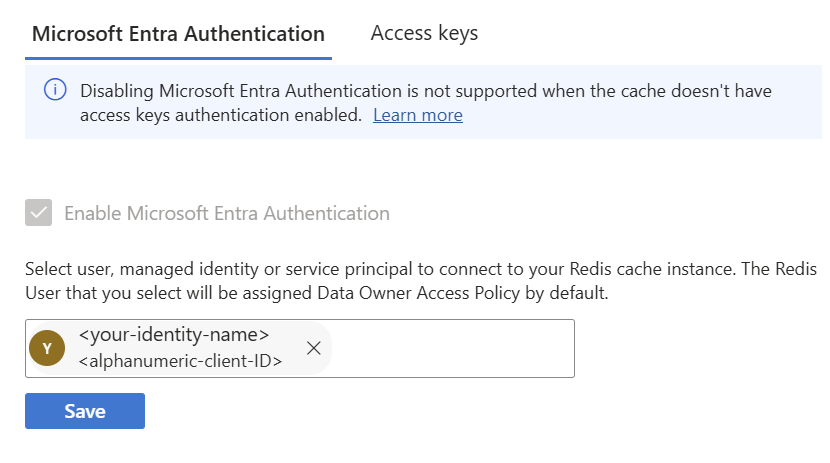 Microsoft Entra Authentication Access keys
Disabling Microsoft Entra Authentication is not supported when the cache doesn't have
access keys authentication enabled. Learn more
Enable Microsoft Entra Authentication
Select user, managed identity or service principal to connect to your Redis cache instance. The Redis
User that you select will be assigned Data Owner Access Policy by default.
Y
<your-identity-name>
<alphanumeric-client-ID>
Save